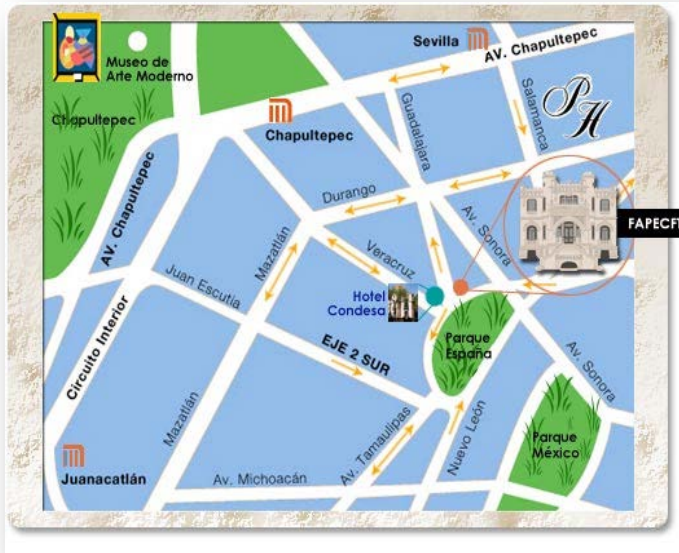 Museo de
Arte Moderno
Sevilla
AV. Chapultepec
Chapultepec
Chapultepec
Guadalajara
Salamanca
PH
AV. Chapultepec
Durango
Av. Sonora
FAPECFT
Mazatlán
Veracruz
Juan Escutia
Hotel
Condesa
Circuito Interior
EJE 2 SUR
Parque
España
Av. Sonora
Mazatlán
Av. Tamaulipas
Nuevo León
Parque
México
Juanacatlán
Av. Michoacán